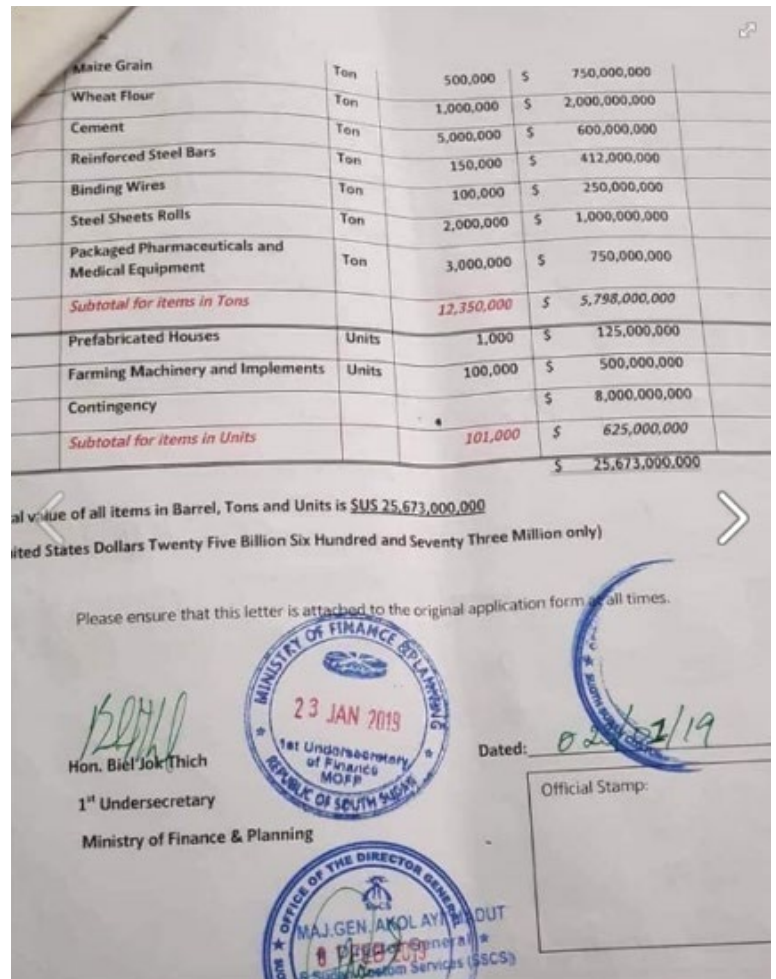 Maize Grain Ton 500,000 $ 750,000,000
Wheat Flour Ton 1,000,000 $ 2,000,000,000
Cement Ton 5,000,000 $ 600,000,000
Reinforced Steel Bars Ton 150,000 $ 412,000,000
Binding Wires Ton 100,000 $ 250,000,000
Steel Sheets Rolls Ton 2,000,000 $ 1,000,000,000
Packaged Pharmaceuticals and
Medical Equipment Ton 3,000,000 $ 750,000,000
Subtotal for items in Tons 12,350,000 $ 5,798,000,000
Prefabricated Houses Units 1,000 $ 125,000,000
Farming Machinery and Implements Units 100,000 $ 500,000,000
Contingency $ 8,000,000,000
Subtotal for items in Units 101,000 $ 625,000,000
$ 25,673,000,000
al value of all items in Barrel, Tons and Units is $US 25,673,000,000
ited States Dollars Twenty Five Billion Six Hundred and Seventy Three Million only)
Please ensure that this letter is attached to the original application form at all times.
MINISTRY OF FINANCE & PLANNING
23 JAN 2019
1st Undersecretary
of Finance
MOFP
REPUBLIC OF SOUTH SUDAN
Dated:
Hon. Biel Jok Thich
1st Undersecretary
Ministry of Finance & Planning
Official Stamp:
OFFICE OF THE DIRECTOR GENERAL
SSCS
MAJ.GEN. AKOL AYII MADUT
FEB 2019
General
Custom Services (SSCS)